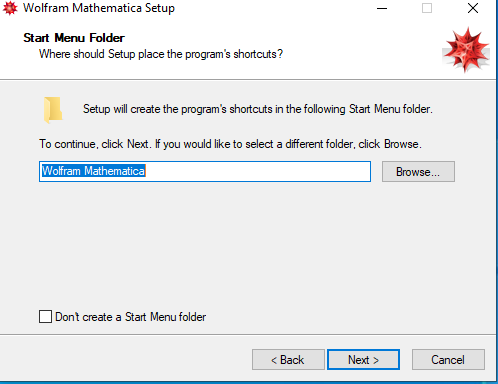 Wolfram Mathematica Setup
Start Menu Folder
Where should Setup place the program's shortcuts?
Setup will create the program's shortcuts in the following Start Menu folder.
To continue, click Next. If you would like to select a different folder, click Browse.
Wolfram Mathematica
Browse...
Don't create a Start Menu folder
< Back
Next >
Cancel